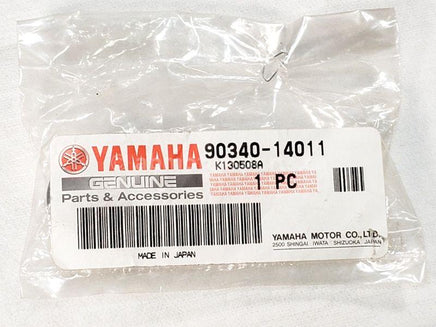 YAMAHA 90340-14011
K130508A
GENUINE
1 PC
Parts & Accessories
YAMAHA MOTOR CO.,LTD.
2500 SHINGAI IWATA SHIZUOKA JAPAN
MADE IN JAPAN